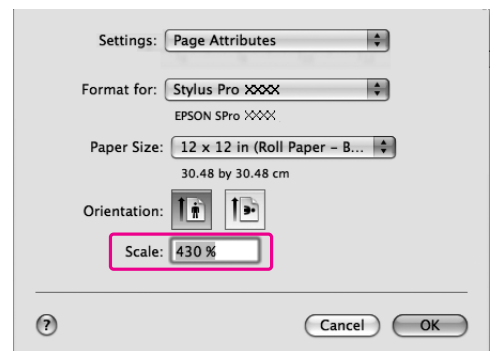 Settings: Page Attributes
Format for: Stylus Pro XXXX
EPSON SPro XXXX
Paper Size: 12 x 12 in (Roll Paper – B...
30.48 by 30.48 cm
Orientation:
Scale: 430 %
? Cancel OK